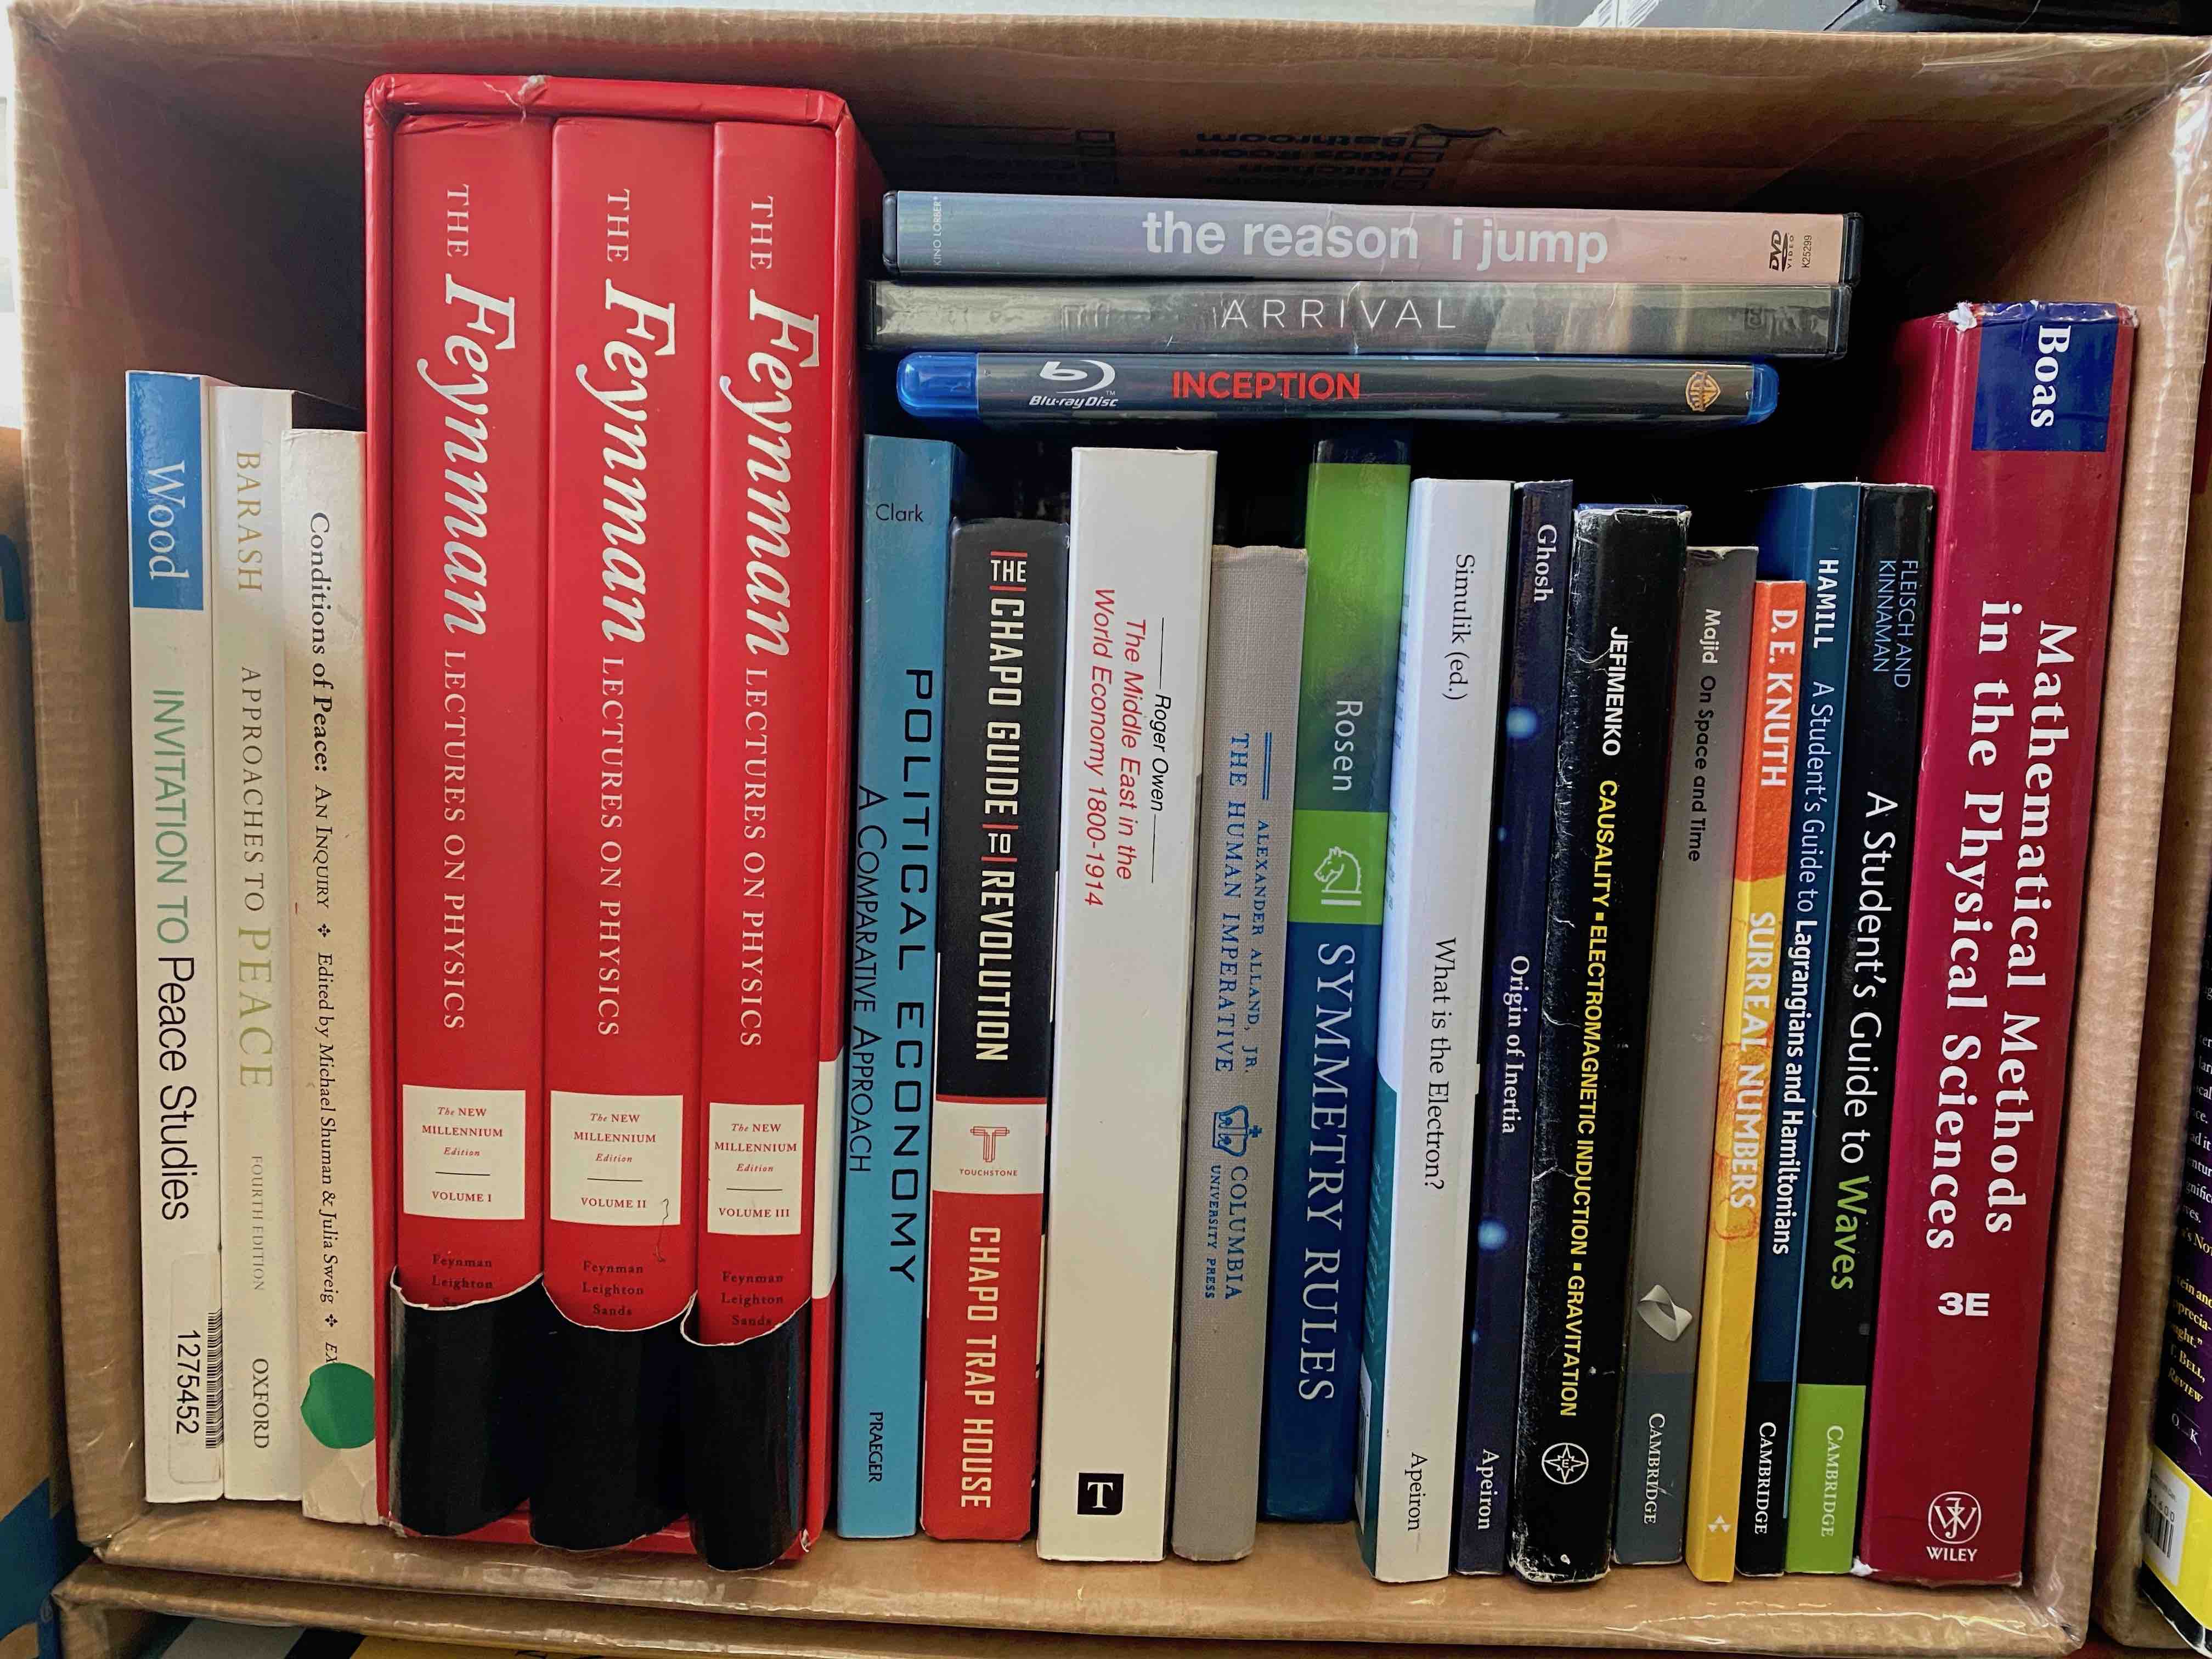 Bathroom
Kids Room
Kitchen
KINO LORBER
the reason i jump
DVD
VIDEO
K25299
ARRIVAL
Blu-ray Disc
INCEPTION
Wood
INVITATION TO Peace Studies
1275452
BARASH
APPROACHES TO PEACE
FOURTH EDITION
OXFORD
Conditions of Peace: AN INQUIRY ❖ Edited by Michael Shuman & Julia Sweig ❖ EX
THE Feynman LECTURES ON PHYSICS
The NEW
MILLENNIUM
Edition
VOLUME I
Feynman
Leighton
THE Feynman LECTURES ON PHYSICS
The NEW
MILLENNIUM
Edition
VOLUME II
Feynman
Leighton
Sands
THE Feynman LECTURES ON PHYSICS
The NEW
MILLENNIUM
Edition
VOLUME III
Feynman
Leighton
Sands
Clark
POLITICAL ECONOMY
A COMPARATIVE APPROACH
PRAEGER
THE CHAPO GUIDE TO REVOLUTION
T
TOUCHSTONE
CHAPO TRAP HOUSE
Roger Owen
The Middle East in the
World Economy 1800-1914
T
ALEXANDER ALLAND, JR.
THE HUMAN IMPERATIVE
COLUMBIA
UNIVERSITY PRESS
Rosen
SYMMETRY RULES
Simulik (ed.)
What is the Electron?
Apeiron
Ghosh
Origin of Inertia
Apeiron
JEFIMENKO CAUSALITY ▪ ELECTROMAGNETIC INDUCTION ▪ GRAVITATION
Majid On Space and Time
CAMBRIDGE
D. E. KNUTH
SURREAL NUMBERS
HAMILL A Student's Guide to Lagrangians and Hamiltonians
CAMBRIDGE
FLEISCH AND
KINNAMAN
A Student's Guide to Waves
CAMBRIDGE
Boas
Mathematical Methods
in the Physical Sciences 3E
WILEY